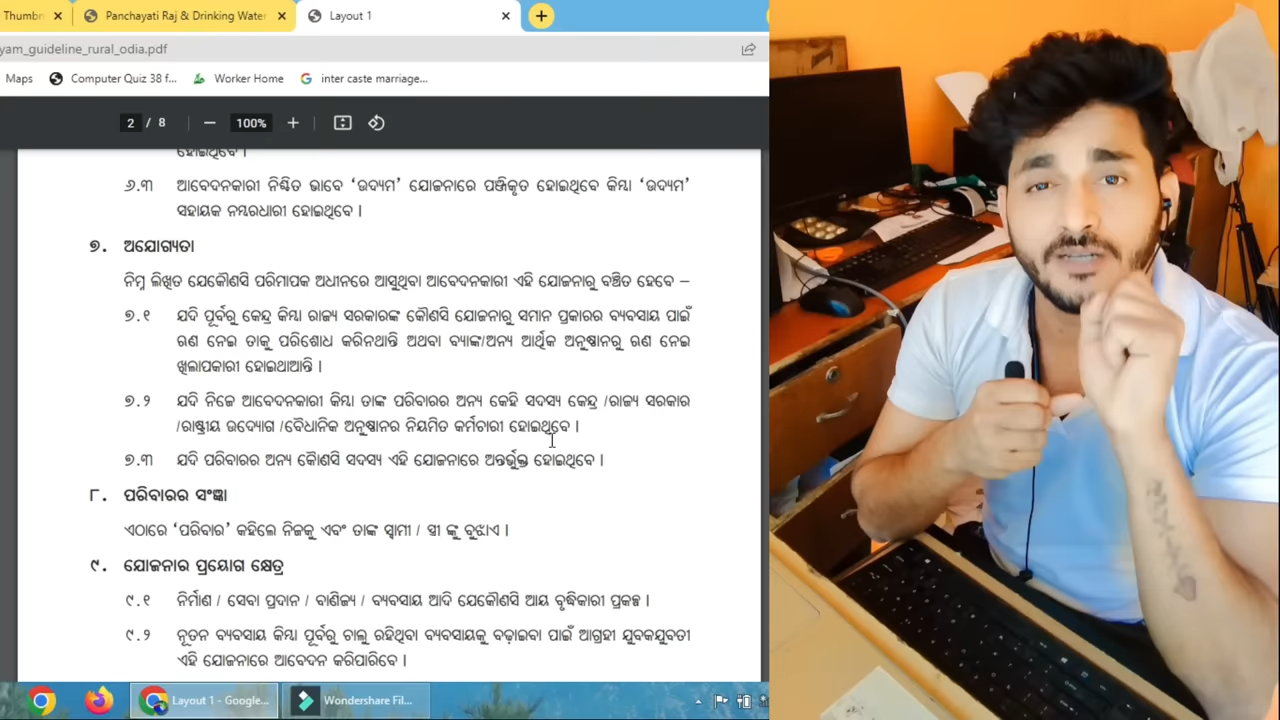 Thumbn
Panchayati Raj & Drinking Water
Layout 1
yam_guideline_rural_odia.pdf
Maps
Computer Quiz 38 f...
Worker Home
inter caste marriage...
2 / 8
100%
ହୋଇଥିବେ ।
୬.୩ ଆବେଦନକାରୀ ନିଶ୍ଚିତ ଭାବେ ‘ଉଦ୍ୟମ’ ଯୋଜନାରେ ପଞ୍ଜିକୃତ ହୋଇଥିବେ କିମ୍ବା ‘ଉଦ୍ୟମ’
ସହାୟକ ନମ୍ବରଧାରୀ ହୋଇଥିବେ ।
୭. ଅଯୋଗ୍ୟତା
ନିମ୍ନ ଲିଖିତ ଯେକୌଣସି ପରିମାପକ ଅଧୀନରେ ଆସୁଥିବା ଆବେଦନକାରୀ ଏହି ଯୋଜନାରୁ ବଞ୍ଚିତ ହେବେ –
୭.୧ ଯଦି ପୂର୍ବରୁ କେନ୍ଦ୍ର କିମ୍ବା ରାଜ୍ୟ ସରକାରଙ୍କ କୌଣସି ଯୋଜନାରୁ ସମାନ ପ୍ରକାରର ବ୍ୟବସାୟ ପାଇଁ
ଋଣ ନେଇ ତାକୁ ପରିଶୋଧ କରିନଥାନ୍ତି ଅଥବା ବ୍ୟାଙ୍କ/ଅନ୍ୟ ଆର୍ଥିକ ଅନୁଷ୍ଠାନରୁ ଋଣ ନେଇ
ଖିଲାପକାରୀ ହୋଇଥାଆନ୍ତି ।
୭.୨ ଯଦି ନିଜେ ଆବେଦନକାରୀ କିମ୍ବା ତାଙ୍କ ପରିବାରର ଅନ୍ୟ କେହି ସଦସ୍ୟ କେନ୍ଦ୍ର /ରାଜ୍ୟ ସରକାର
/ରାଷ୍ଟ୍ରୀୟ ଉଦ୍ୟୋଗ /ବୈଧାନିକ ଅନୁଷ୍ଠାନର ନିୟମିତ କର୍ମଚାରୀ ହୋଇଥିବେ ।
୭.୩ ଯଦି ପରିବାରର ଅନ୍ୟ କୌଣସି ସଦସ୍ୟ ଏହି ଯୋଜନାରେ ଅନ୍ତର୍ଭୁକ୍ତ ହୋଇଥିବେ ।
୮. ପରିବାରର ସଂଜ୍ଞା
ଏଠାରେ ‘ପରିବାର’ କହିଲେ ନିଜକୁ ଏବଂ ତାଙ୍କ ସ୍ୱାମୀ / ସ୍ତ୍ରୀ ଙ୍କୁ ବୁଝାଏ ।
୯. ଯୋଜନାର ପ୍ରୟୋଗ କ୍ଷେତ୍ର
୯.୧ ନିର୍ମାଣ / ସେବା ପ୍ରଦାନ / ବାଣିଜ୍ୟ / ବ୍ୟବସାୟ ଆଦି ଯେକୌଣସି ଆୟ ବୃଦ୍ଧିକାରୀ ପ୍ରକଳ୍ପ ।
୯.୨ ନୂତନ ବ୍ୟବସାୟ କିମ୍ବା ପୂର୍ବରୁ ଚାଲୁ ରହିଥିବା ବ୍ୟବସାୟକୁ ବଢ଼ାଇବା ପାଇଁ ଆଗ୍ରହୀ ଯୁବକଯୁବତୀ
ଏହି ଯୋଜନାରେ ଆବେଦନ କରିପାରିବେ ।
Layout 1 - Google...
Wondershare Fil...